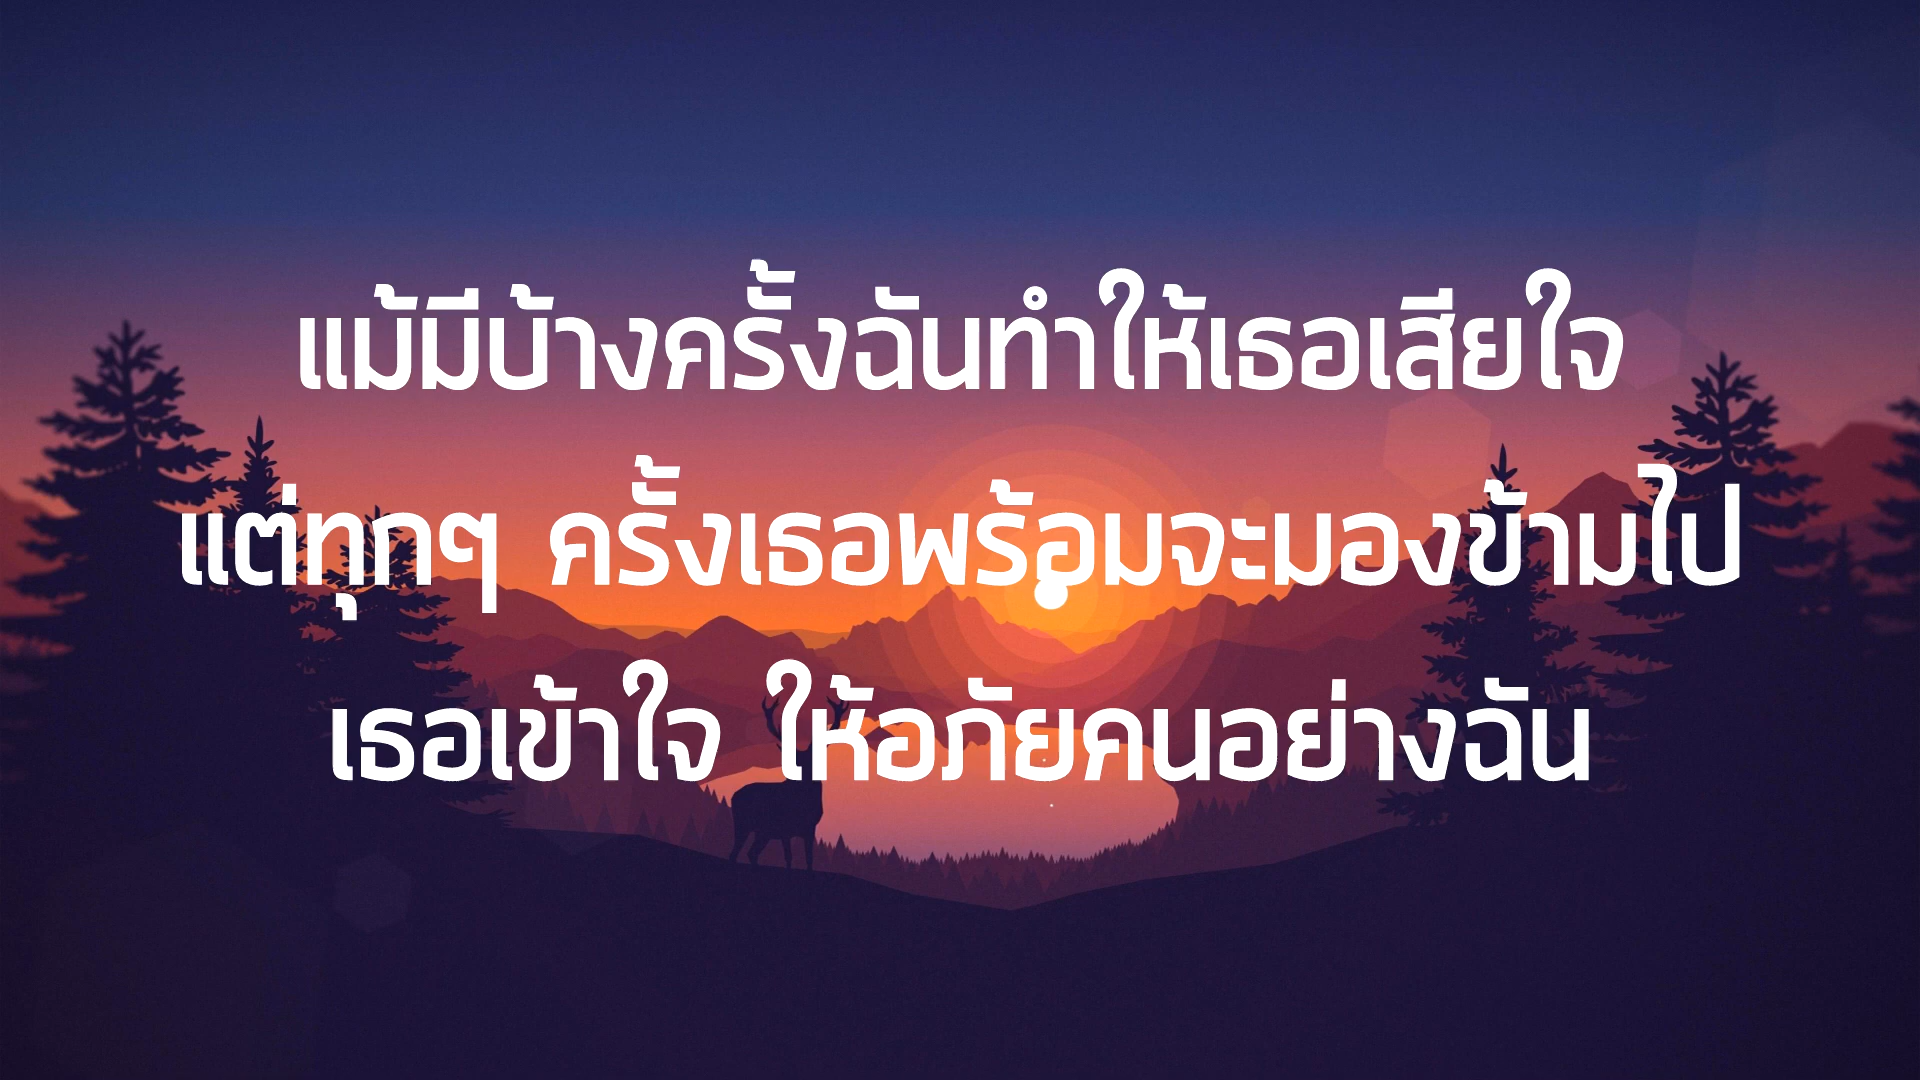 แม้มีบ้างครั้งฉันทำให้เธอเสียใจ
แต่ทุกๆ ครั้งเธอพร้อมจะมองข้ามไป
เธอเข้าใจ ให้อภัยคนอย่างฉัน